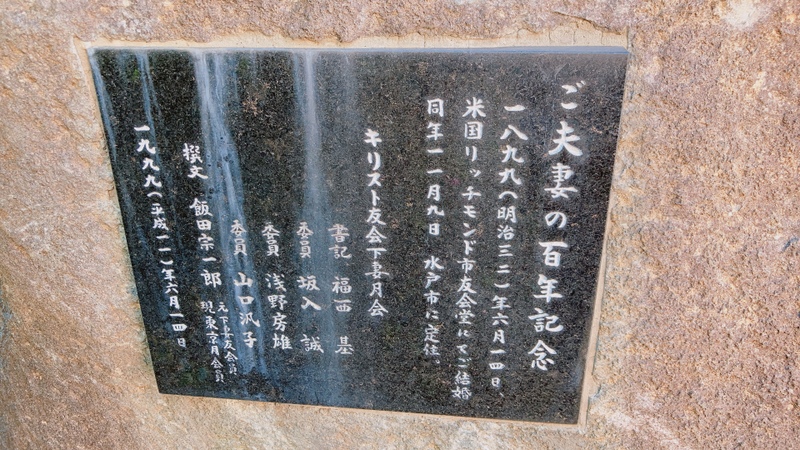 ご夫妻の百年記念
一八九九(明治三二)年六月一四日、
米国リッチモンド市友会堂にてご結婚
同年一一月九日 水戸市に定住。
キリスト友会下妻月会
書記 福西 基
委員 坂入 誠
委員 浅野房雄
委員 山口汎子
撰文 飯田宗一郎 元下妻友会員
現東京月会員
一九九九(平成一一)年六月一四日